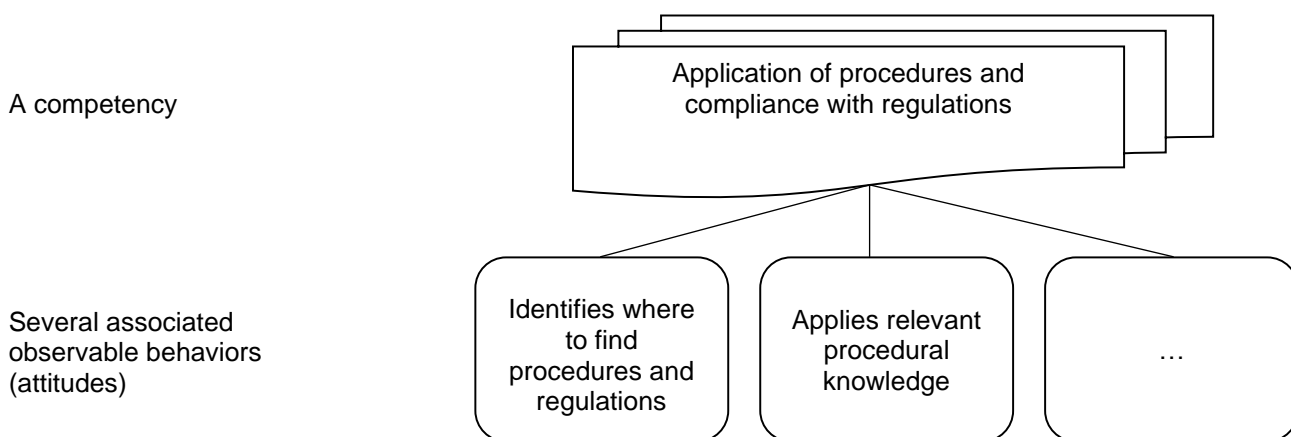 A competency
Application of procedures and
compliance with regulations
Several associated
observable behaviors
(attitudes)
Identifies where
to find
procedures and
regulations
Applies relevant
procedural
knowledge
…